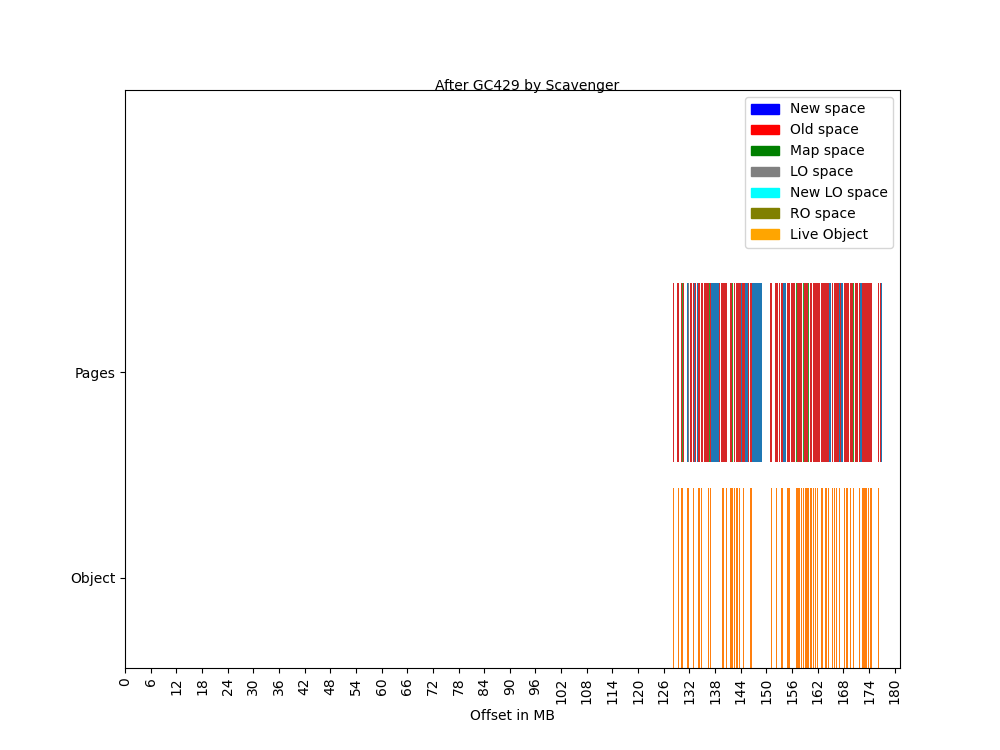 After GC429 by Scavenger
New space
Old space
Map space
LO space
New LO space
RO space
Live Object
Pages
Object
0 6 12 18 24 30 36 42 48 54 60 66 72 78 84 90 96 102 108 114 120 126 132 138 144 150 156 162 168 174 180
Offset in MB